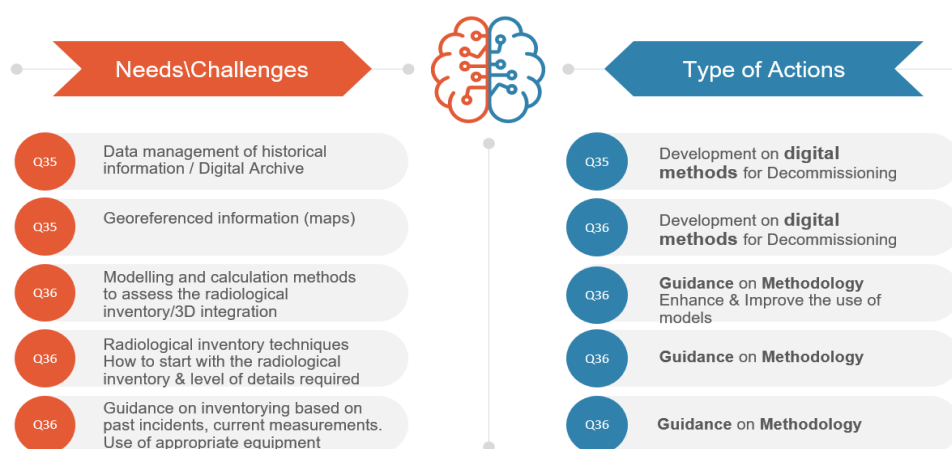 Needs\Challenges
Type of Actions
Q35
Data management of historical
information / Digital Archive
Q35
Development on digital
methods for Decommissioning
Q35
Georeferenced information (maps)
Q36
Development on digital
methods for Decommissioning
Q36
Modelling and calculation methods
to assess the radiological
inventory/3D integration
Q36
Guidance on Methodology
Enhance & Improve the use of
models
Q36
Radiological inventory techniques
How to start with the radiological
inventory & level of details required
Q36
Guidance on Methodology
Q36
Guidance on inventorying based on
past incidents, current measurements.
Use of appropriate equipment
Q36
Guidance on Methodology